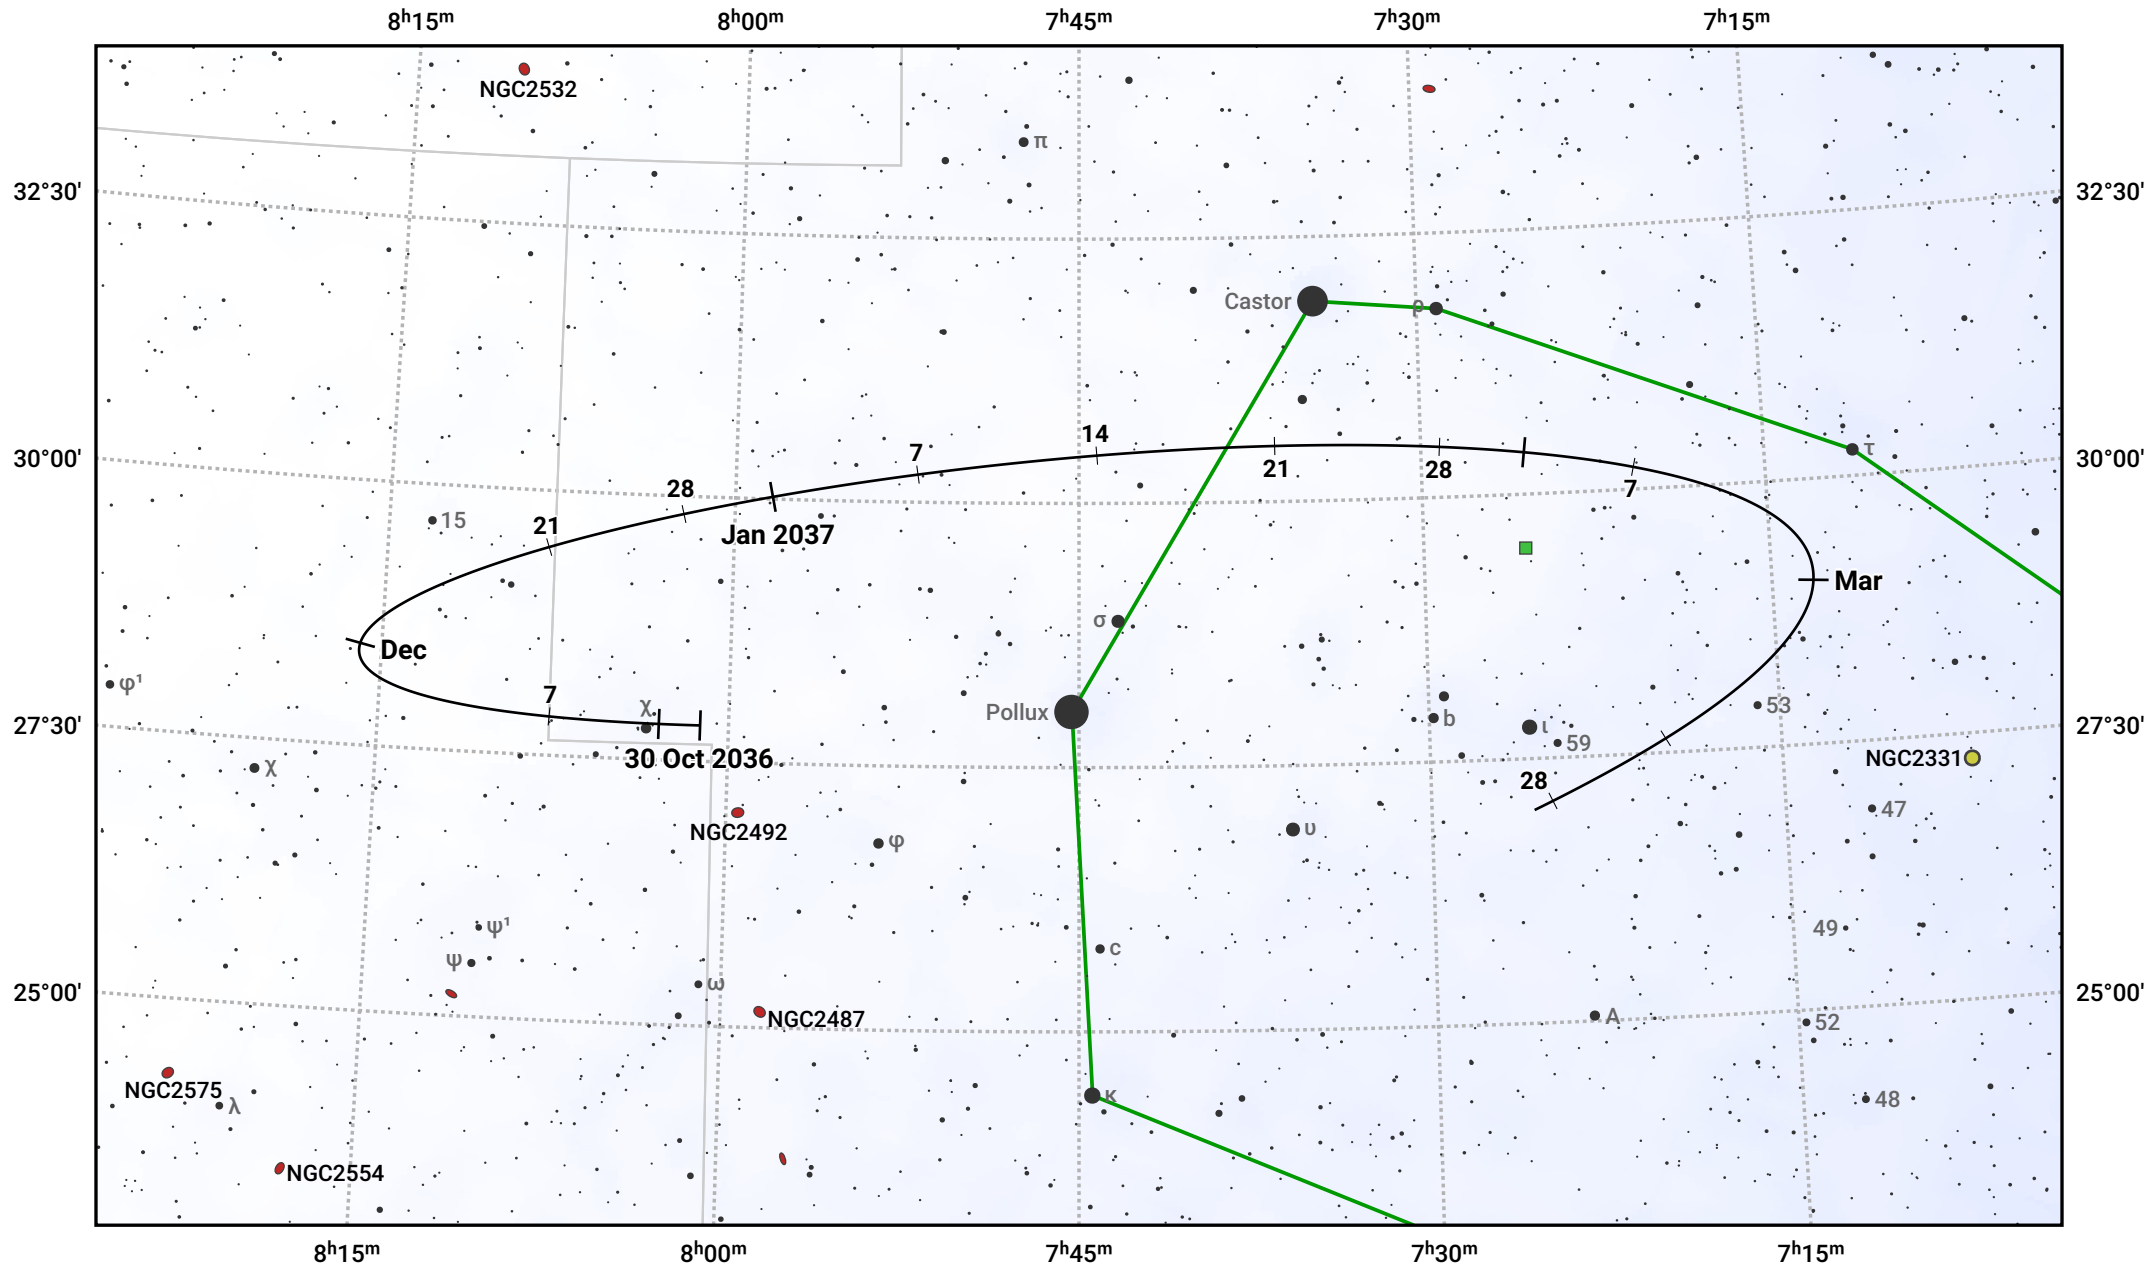 8ʰ15ᵐ 8ʰ00ᵐ 7ʰ45ᵐ 7ʰ30ᵐ 7ʰ15ᵐ
NGC2532
π
32°30' 32°30'
Castor ρ
14
7
30°00' τ 30°00'
21 28
28 7
21 15
Jan 2037
Mar
σ
Dec
φ¹
7
χ
Pollux b ι 53
27°30' 27°30'
59
30 Oct 2036 NGC2331
χ
28
47
NGC2492 υ
φ
ψ¹ 49
c
ψ
ω
25°00' 25°00'
NGC2487 A 52
NGC2575 κ 48
λ
NGC2554
8ʰ15ᵐ 8ʰ00ᵐ 7ʰ45ᵐ 7ʰ30ᵐ 7ʰ15ᵐ